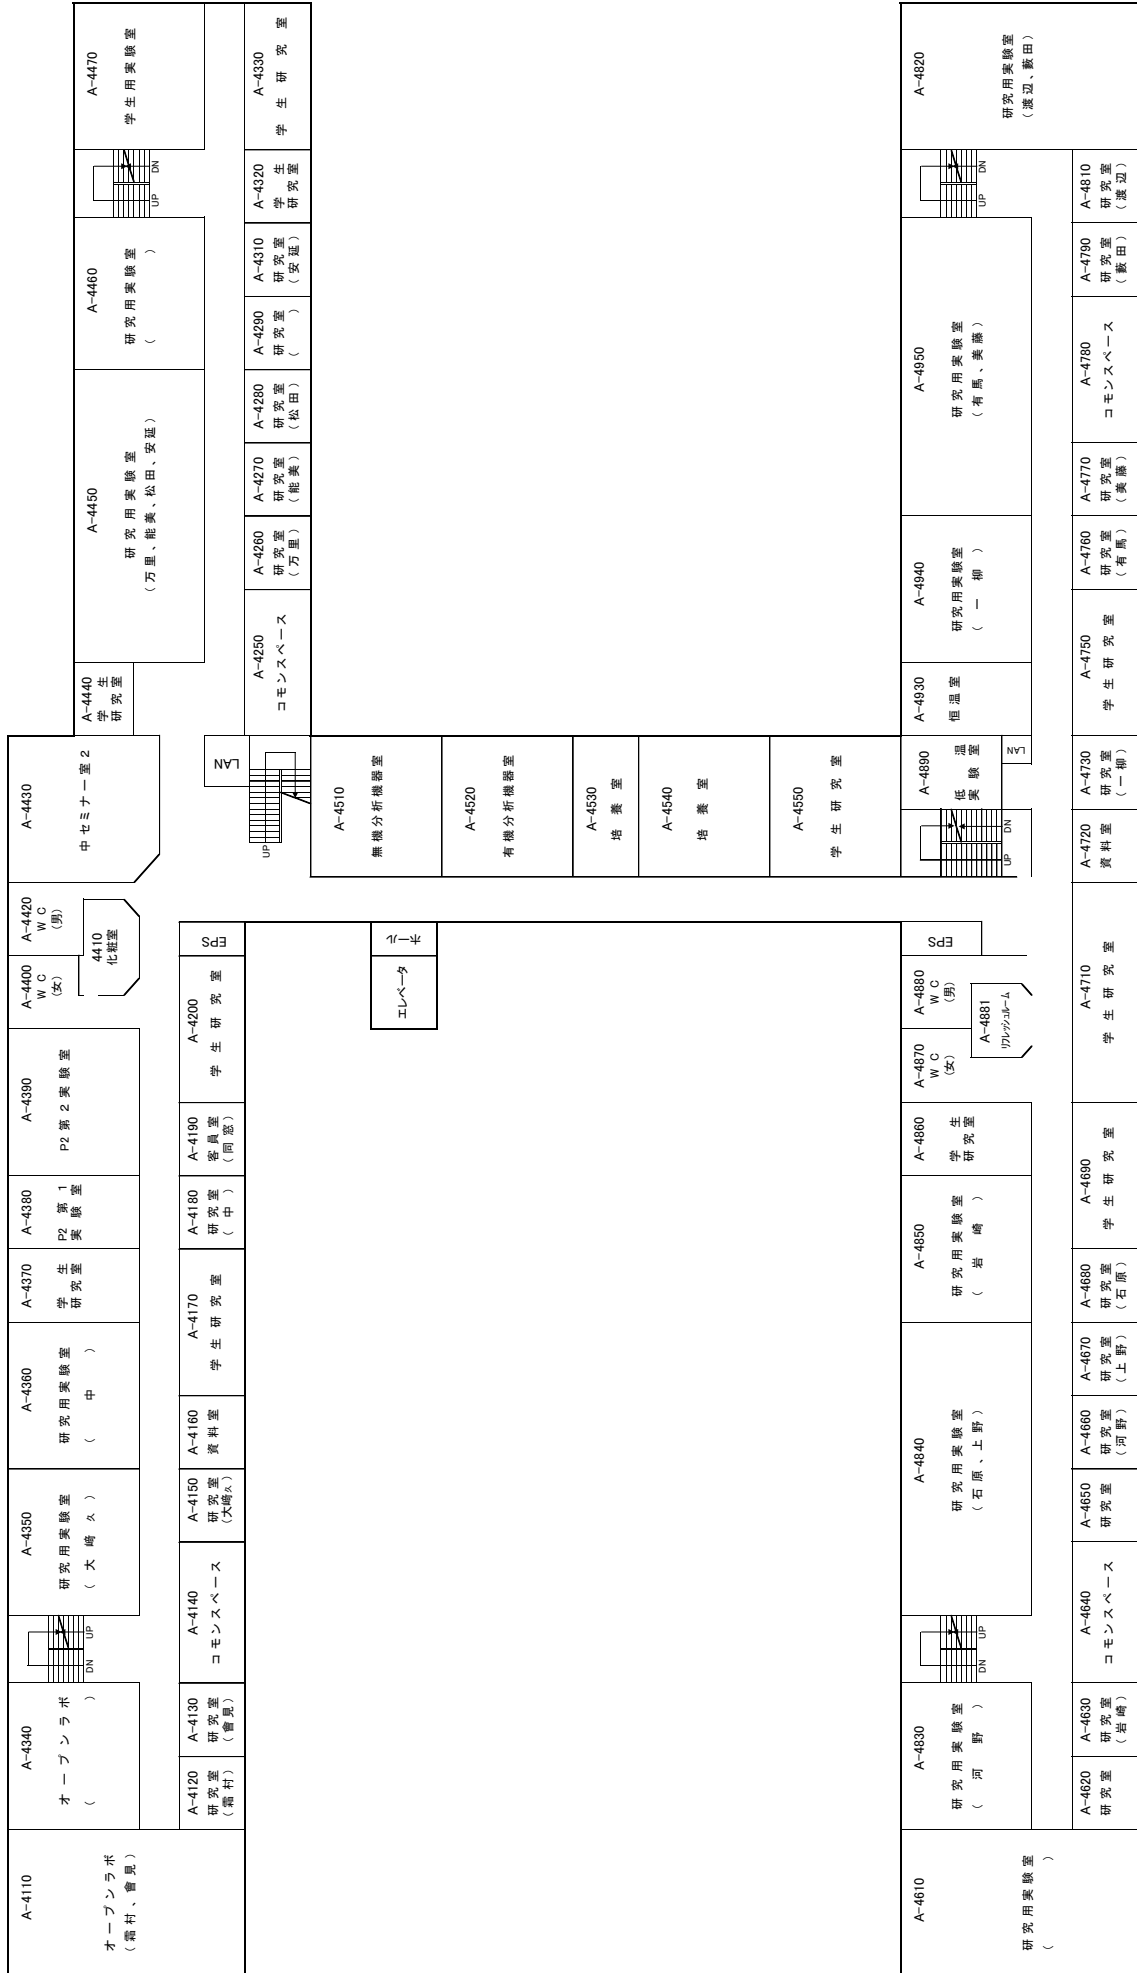 A-4470
学生用実験室
UP
DN
A-4460
研究用実験室
(　　　)
A-4450
研究用実験室
(万里、能美、松田、安延)
A-4440
学生
研究室
A-4430
中セミナー室2
A-4420
WC
(男)
A-4400
WC
(女)
4410
化粧室
A-4390
P2第2実験室
A-4380
P2 第1
実験室
A-4370
学生
研究室
A-4360
研究用実験室
(中)
A-4350
研究用実験室
(大﨑久)
DN
UP
A-4340
オープンラボ
(　　　)
A-4110
オープンラボ
(霜村、會見)
A-4330
学生研究室
A-4320
学生
研究室
A-4310
研究室
(安延)
A-4290
研究室
(　　　)
A-4280
研究室
(松田)
A-4270
研究室
(能美)
A-4260
研究室
(万里)
A-4250
コモンスペース
LAN
UP
EPS
A-4200
学生研究室
A-4190
客員室
(同窓)
A-4180
研究室
(中)
A-4170
学生研究室
A-4160
資料室
A-4150
研究室
(大﨑久)
A-4140
コモンスペース
A-4130
研究室
(會見)
A-4120
研究室
(霜村)
A-4510
無機分析機器室
A-4520
有機分析機器室
A-4530
培養室
A-4540
培養室
A-4550
学生研究室
ホール
エレベータ
A-4820
研究用実験室
(渡辺、藪田)
UP
DN
A-4950
研究用実験室
(有馬、美藤)
A-4940
研究用実験室
(一柳)
A-4930
恒温室
A-4890
低温
実験室
LAN
UP
DN
EPS
A-4880
WC
(男)
A-4870
WC
(女)
A-4881
リフレッシュルーム
A-4860
学生
研究室
A-4850
研究用実験室
(岩崎)
A-4840
研究用実験室
(石原、上野)
DN
UP
A-4830
研究用実験室
(河野)
A-4610
研究用実験室
(　　　)
A-4810
研究室
(渡辺)
A-4790
研究室
(藪田)
A-4780
コモンスペース
A-4770
研究室
(美藤)
A-4760
研究室
(有馬)
A-4750
学生研究室
A-4730
研究室
(一柳)
A-4720
資料室
A-4710
学生研究室
A-4690
学生研究室
A-4680
研究室
(石原)
A-4670
研究室
(上野)
A-4660
研究室
(河野)
A-4650
研究室
A-4640
コモンスペース
A-4630
研究室
(岩崎)
A-4620
研究室